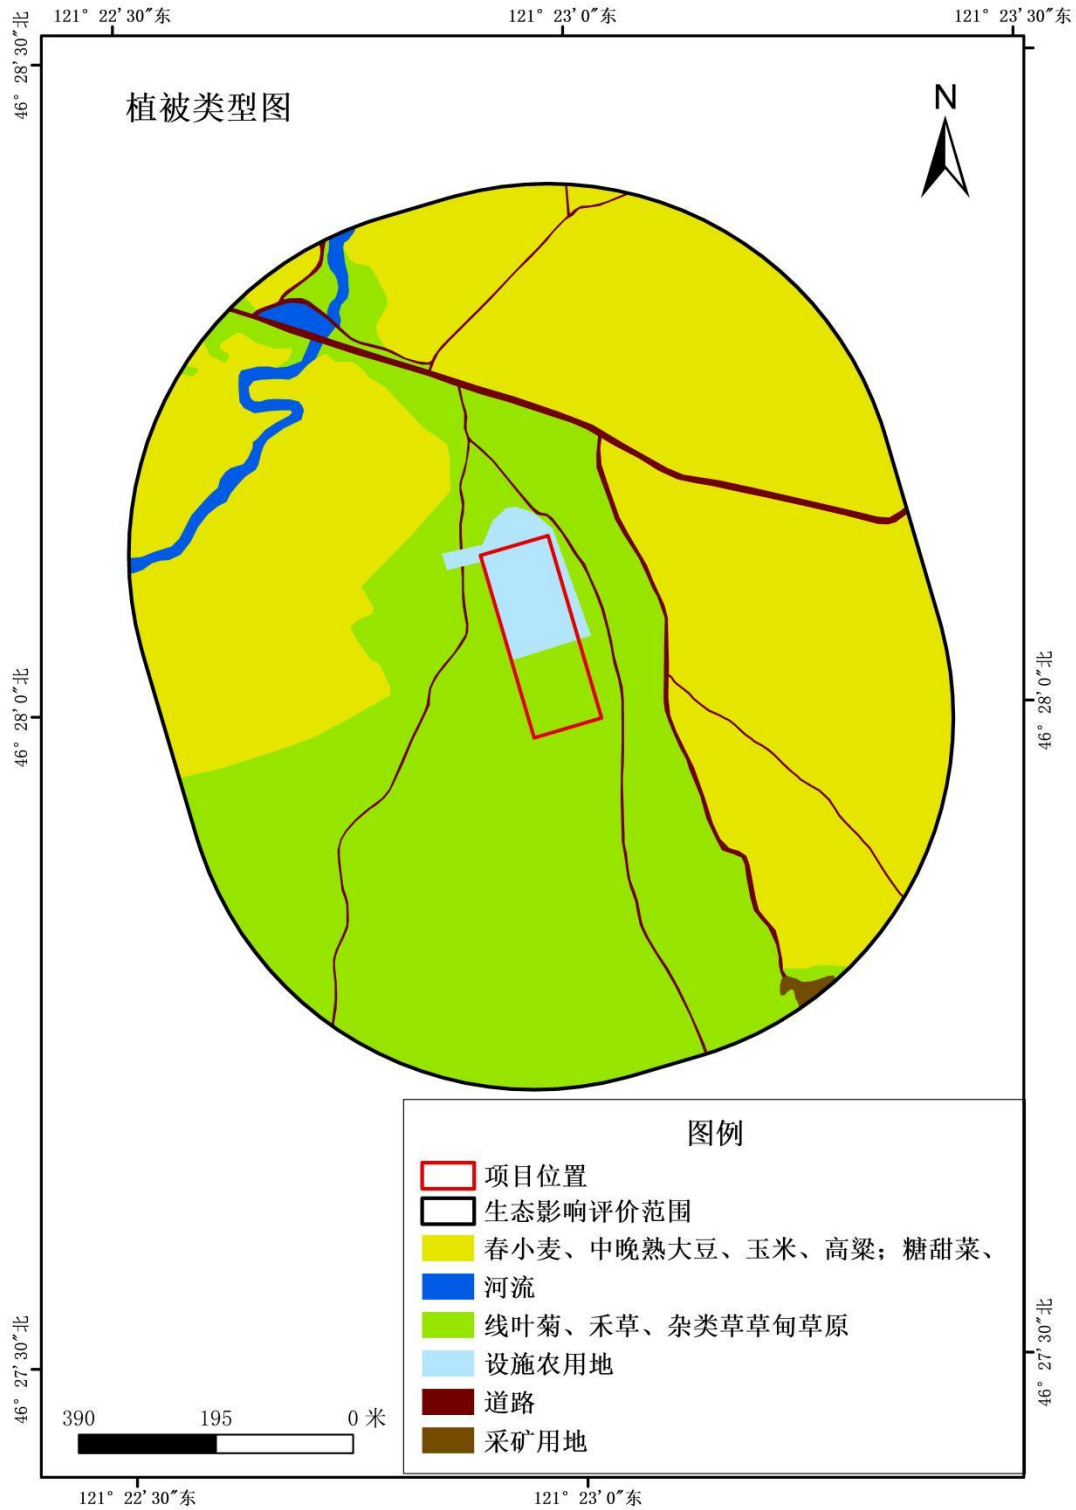 121° 22′30″东
121° 23′0″东
121° 23′30″东
46° 28′30″北
植被类型图
N
46° 28′0″北
46° 28′0″北
图例
项目位置
生态影响评价范围
春小麦、中晚熟大豆、玉米、高粱；糖甜菜、
河流
线叶菊、禾草、杂类草草甸草原
设施农用地
道路
采矿用地
46° 27′30″北
46° 27′30″北
390 195 0 米
121° 22′30″东
121° 23′0″东